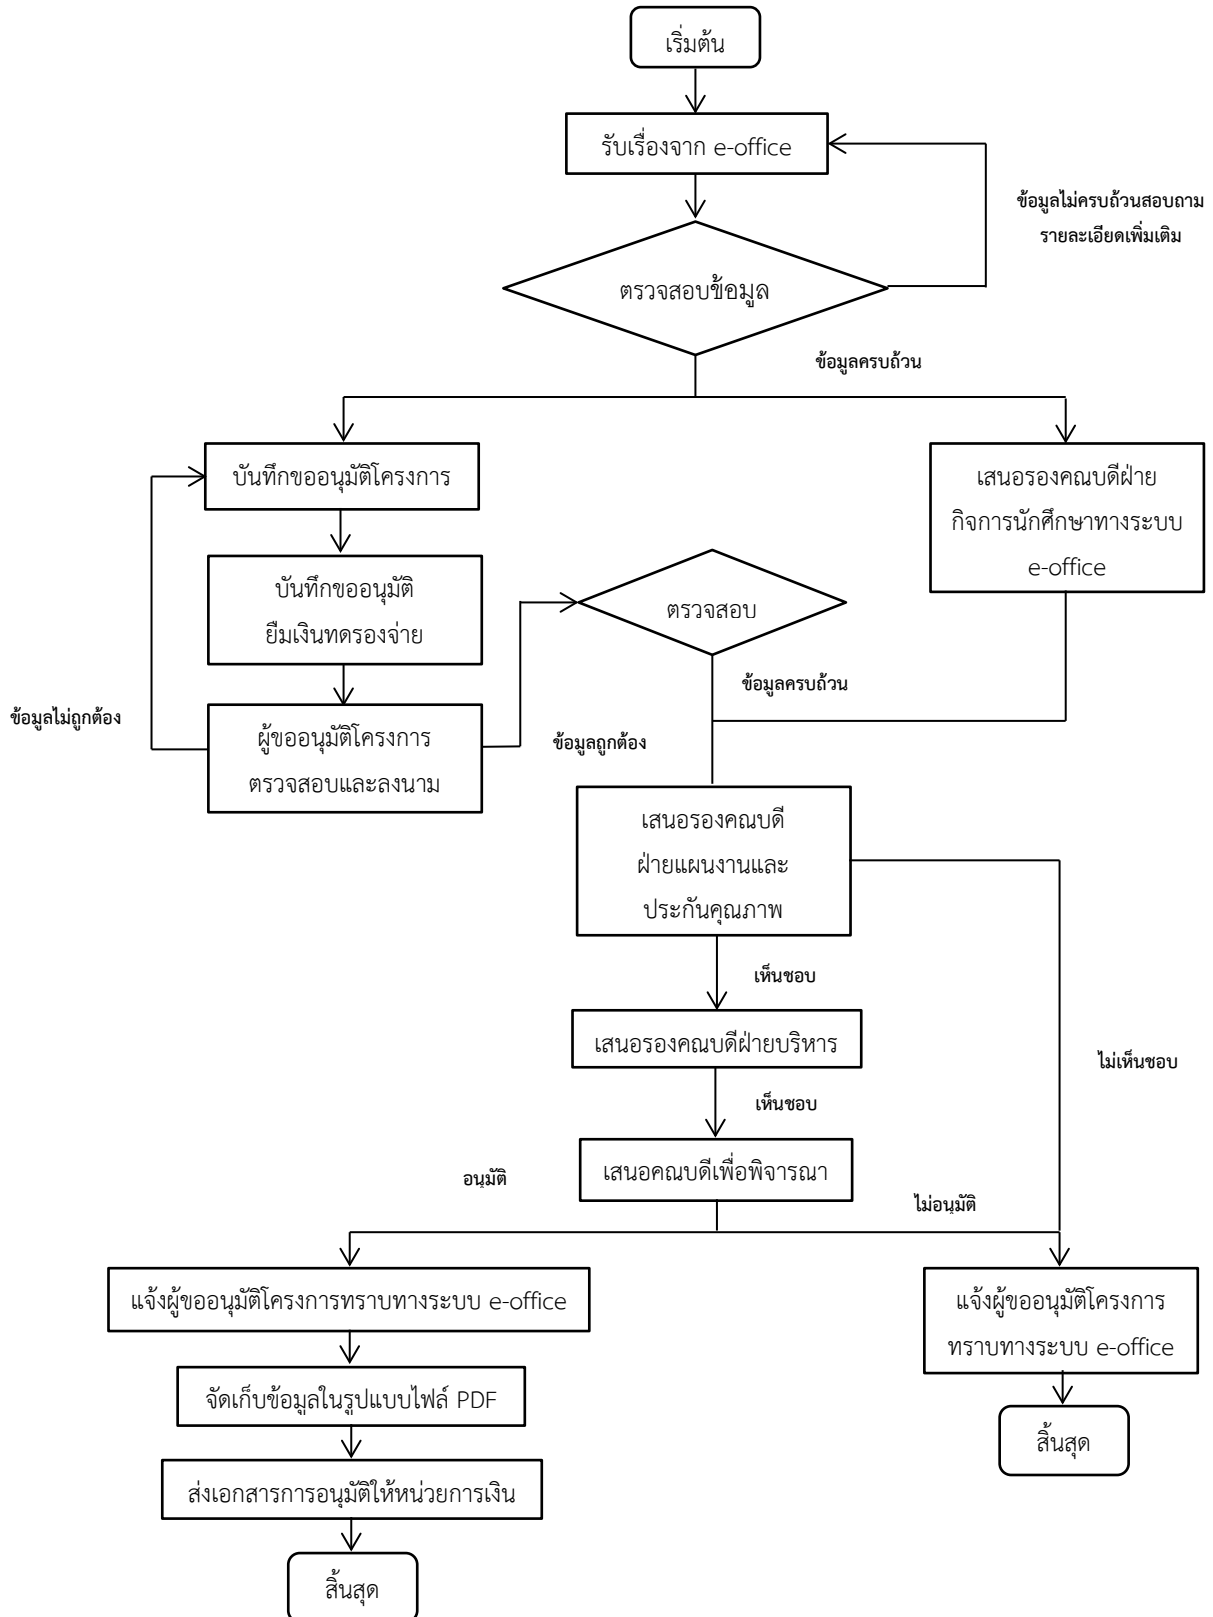 เริ่มต้น
รับเรื่องจาก e-office
ข้อมูลไม่ครบถ้วนสอบถาม
รายละเอียดเพิ่มเติม
ตรวจสอบข้อมูล
ข้อมูลครบถ้วน
บันทึกขออนุมัติโครงการ
เสนอรองคณบดีฝ่าย
กิจการนักศึกษาทางระบบ
e-office
บันทึกขออนุมัติ
ยืมเงินทดรองจ่าย
ตรวจสอบ
ข้อมูลครบถ้วน
ข้อมูลไม่ถูกต้อง
ผู้ขออนุมัติโครงการ
ตรวจสอบและลงนาม
ข้อมูลถูกต้อง
เสนอรองคณบดี
ฝ่ายแผนงานและ
ประกันคุณภาพ
เห็นชอบ
เสนอรองคณบดีฝ่ายบริหาร
ไม่เห็นชอบ
เห็นชอบ
เสนอคณบดีเพื่อพิจารณา
อนุมัติ
ไม่อนุมัติ
แจ้งผู้ขออนุมัติโครงการทราบทางระบบ e-office
แจ้งผู้ขออนุมัติโครงการ
ทราบทางระบบ e-office
จัดเก็บข้อมูลในรูปแบบไฟล์ PDF
สิ้นสุด
ส่งเอกสารการอนุมัติให้หน่วยการเงิน
สิ้นสุด